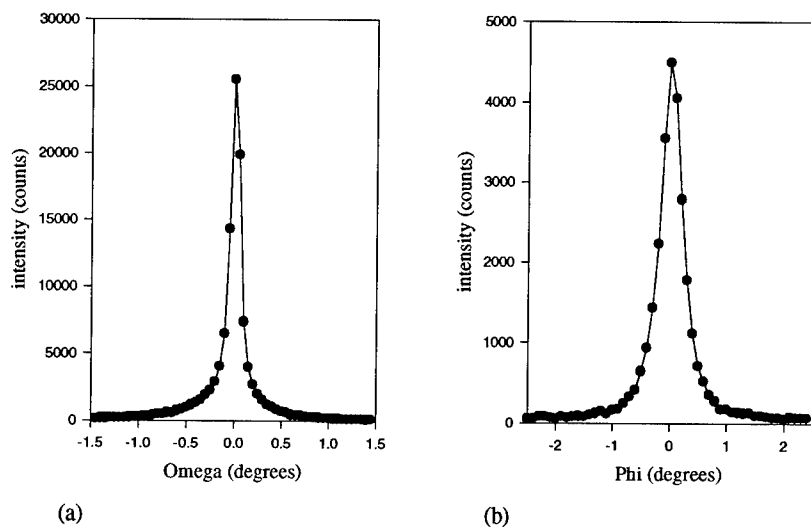 30000
25000
20000
15000
10000
5000
0
intensity (counts)
-1.5 -1.0 -0.5 0.0 0.5 1.0 1.5
Omega (degrees)
(a)
5000
4000
3000
2000
1000
0
intensity (counts)
-2 -1 0 1 2
Phi (degrees)
(b)